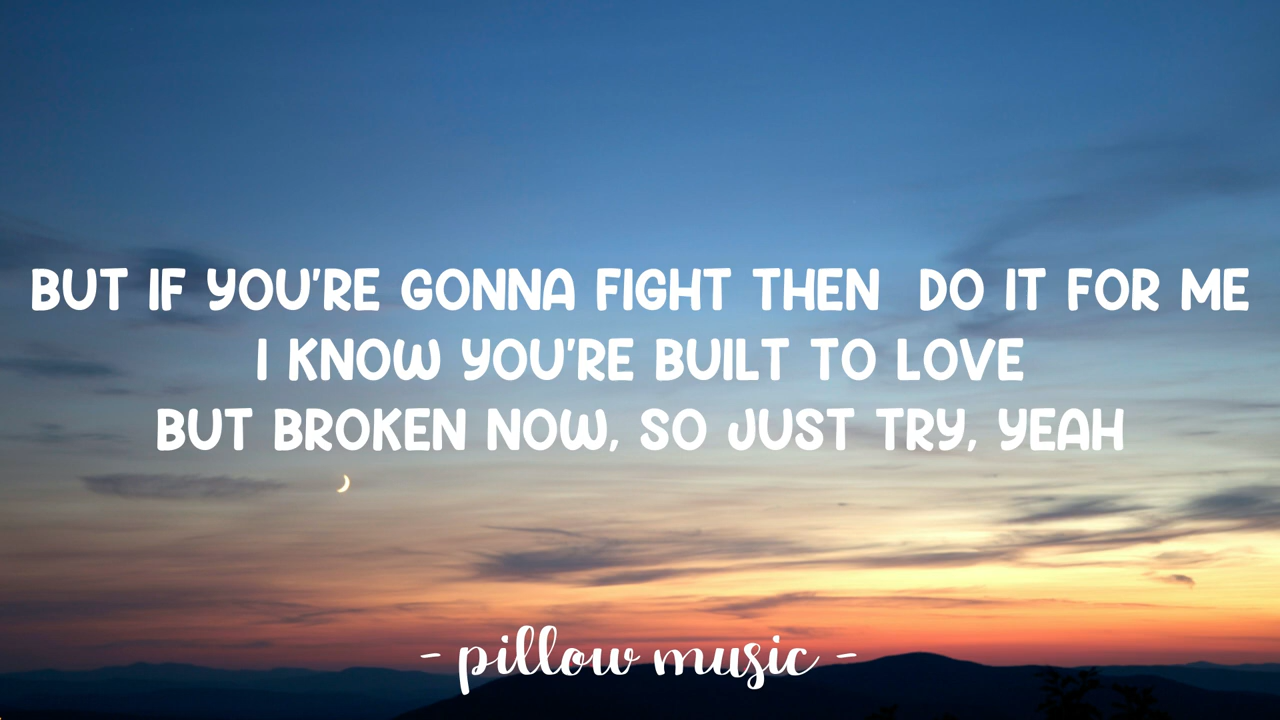 BUT IF YOU'RE GONNA FIGHT THEN DO IT FOR ME
I KNOW YOU'RE BUILT TO LOVE
BUT BROKEN NOW, SO JUST TRY, YEAH
- pillow music -